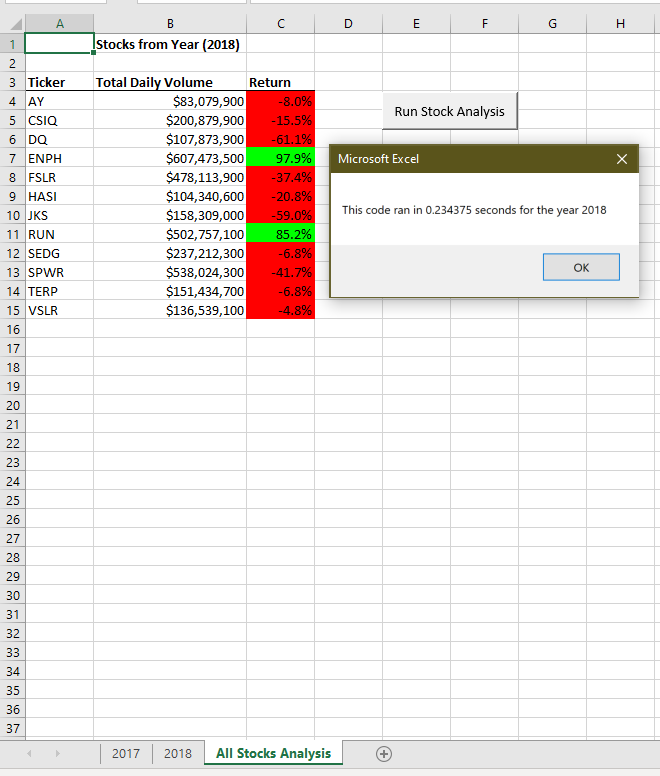 A B C D E F G H
1 Stocks from Year (2018)
2
3 Ticker Total Daily Volume Return
4 AY $83,079,900 -8.0%
5 CSIQ $200,879,900 -15.5%
6 DQ $107,873,900 -61.1%
7 ENPH $607,473,500 97.9%
8 FSLR $478,113,900 -37.4%
9 HASI $104,340,600 -20.8%
10 JKS $158,309,000 -59.0%
11 RUN $502,757,100 85.2%
12 SEDG $237,212,300 -6.8%
13 SPWR $538,024,300 -41.7%
14 TERP $151,434,700 -6.8%
15 VSLR $136,539,100 -4.8%
Run Stock Analysis
Microsoft Excel
This code ran in 0.234375 seconds for the year 2018
OK
16
17
18
19
20
21
22
23
24
25
26
27
28
29
30
31
32
33
34
35
36
37
2017 2018 All Stocks Analysis